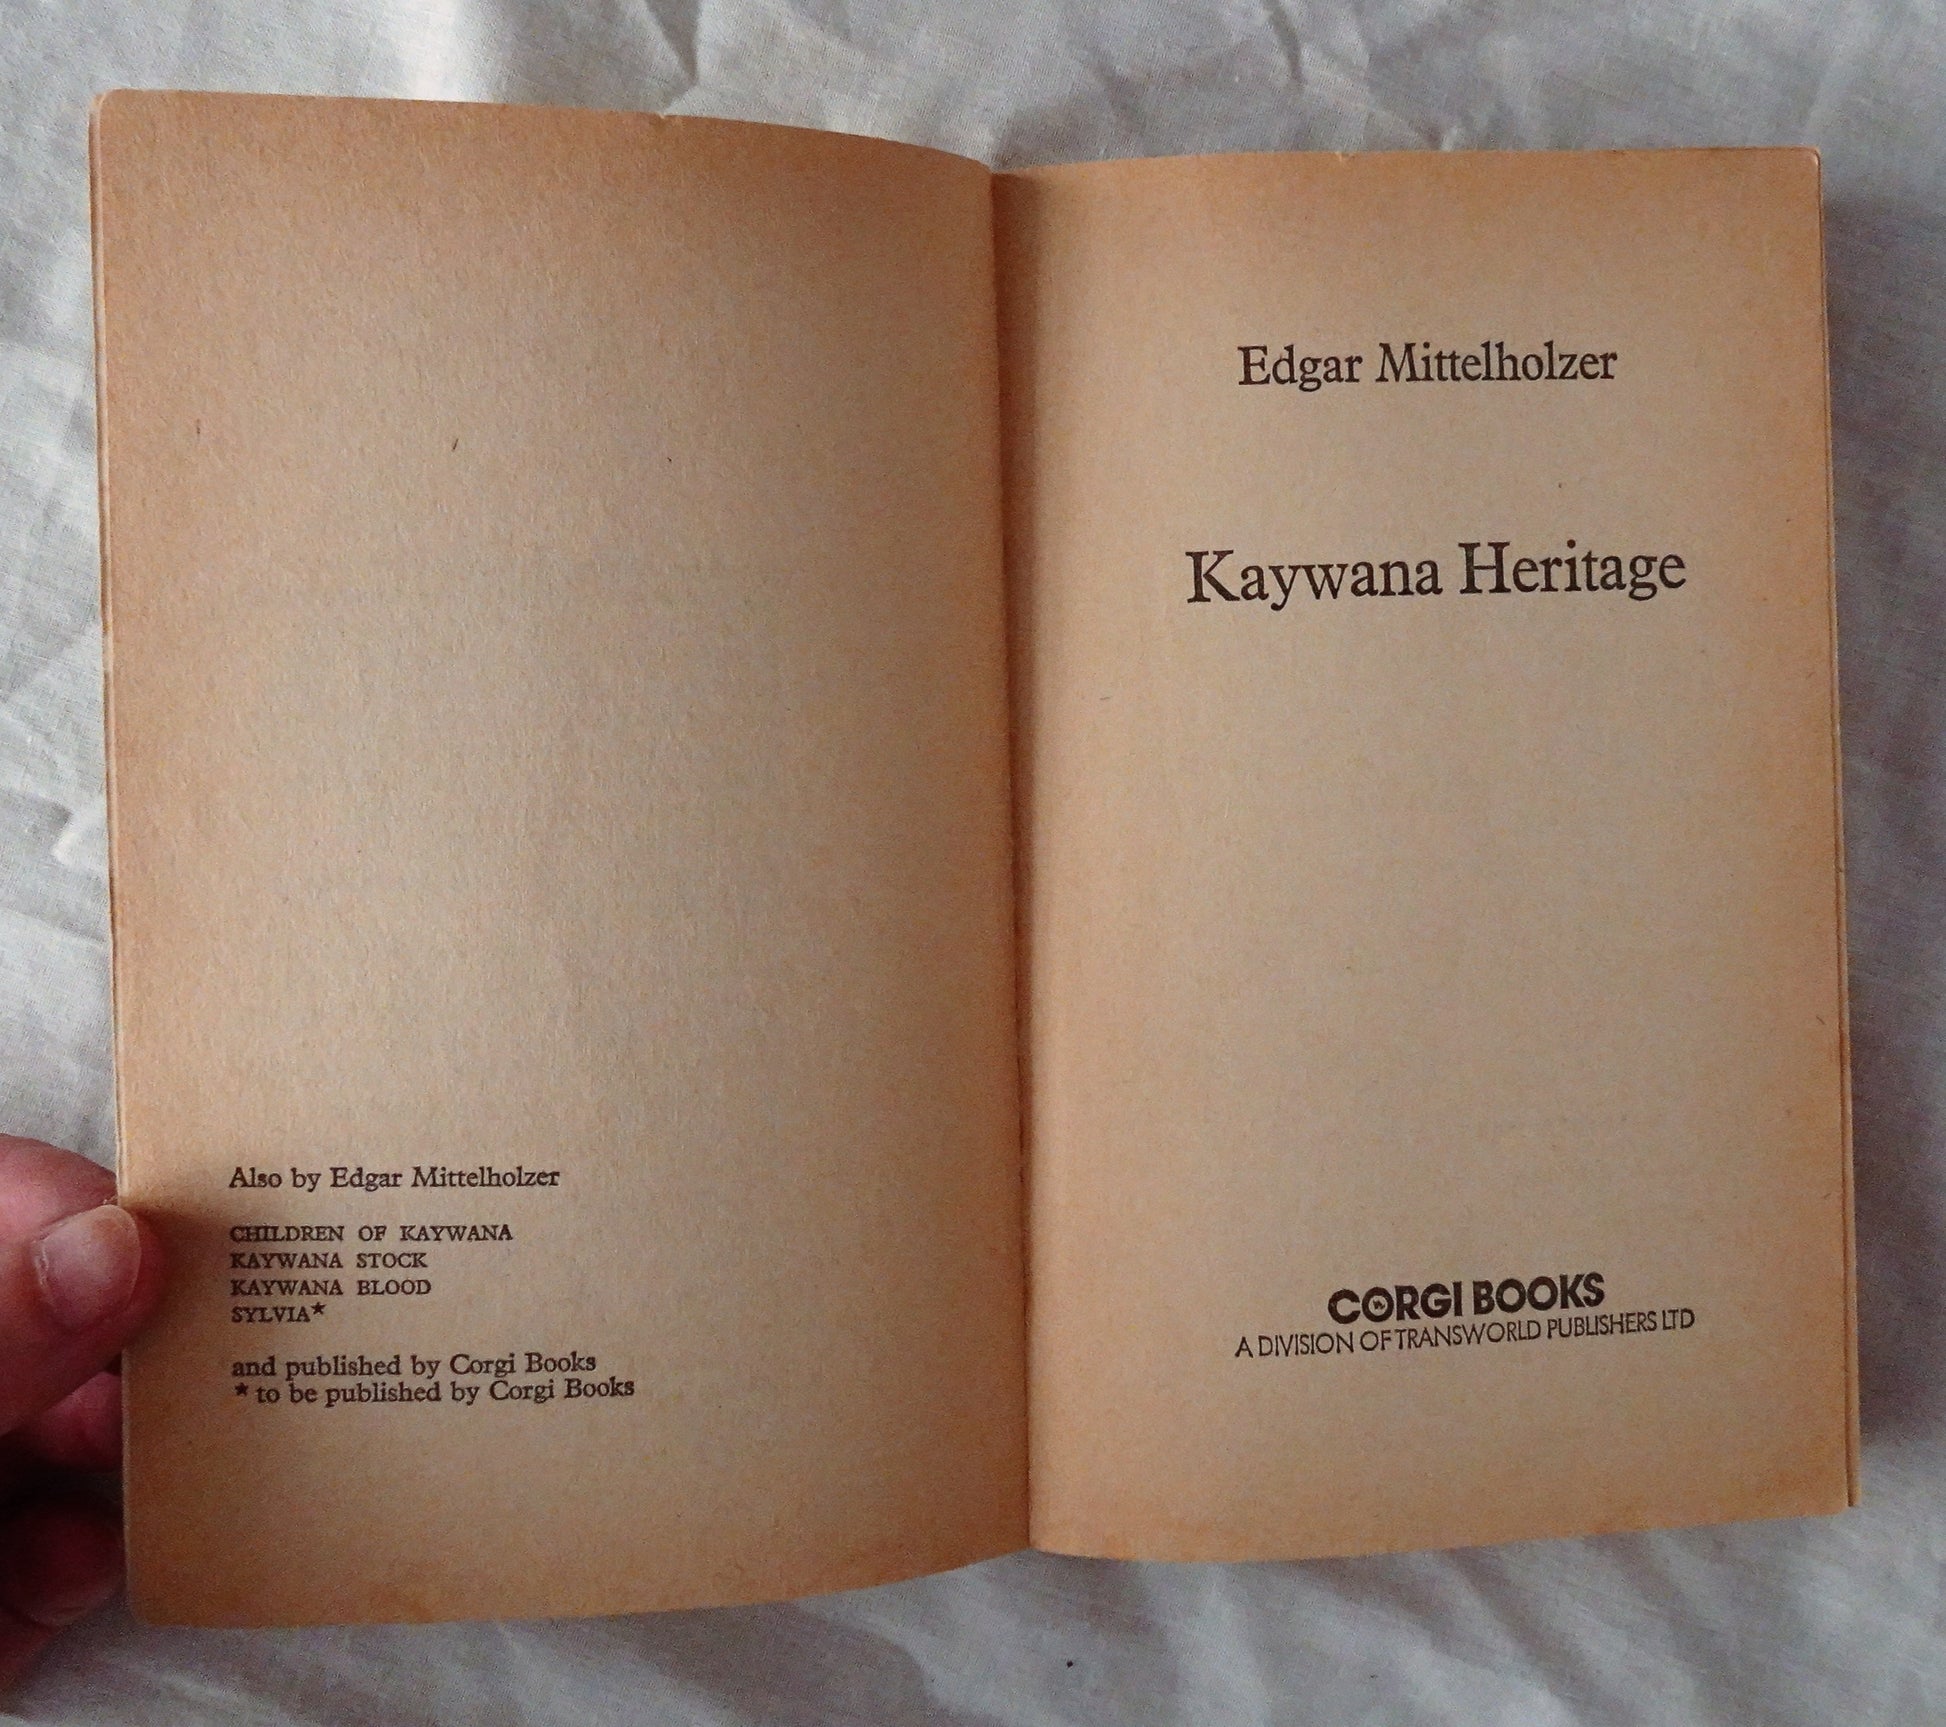 Also by Edgar Mittelholzer
CHILDREN OF KAYWANA
KAYWANA STOCK
KAYWANA BLOOD
SYLVIA★
and published by Corgi Books
★ to be published by Corgi Books
Edgar Mittelholzer
Kaywana Heritage
CORGI BOOKS
A DIVISION OF TRANSWORLD PUBLISHERS LTD